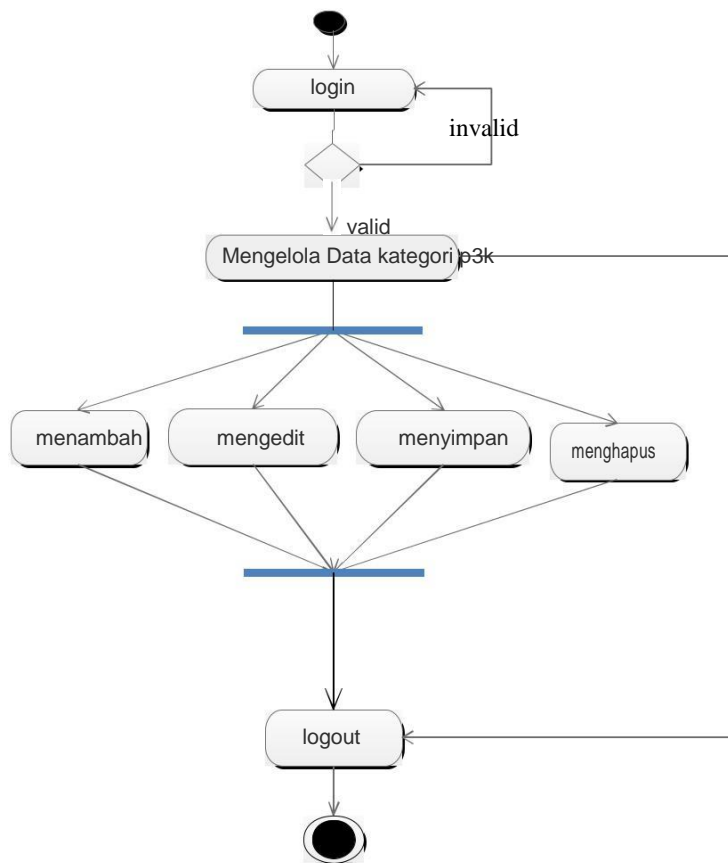 login
invalid
valid
Mengelola Data kategori p3k
menambah
mengedit
menyimpan
menghapus
logout